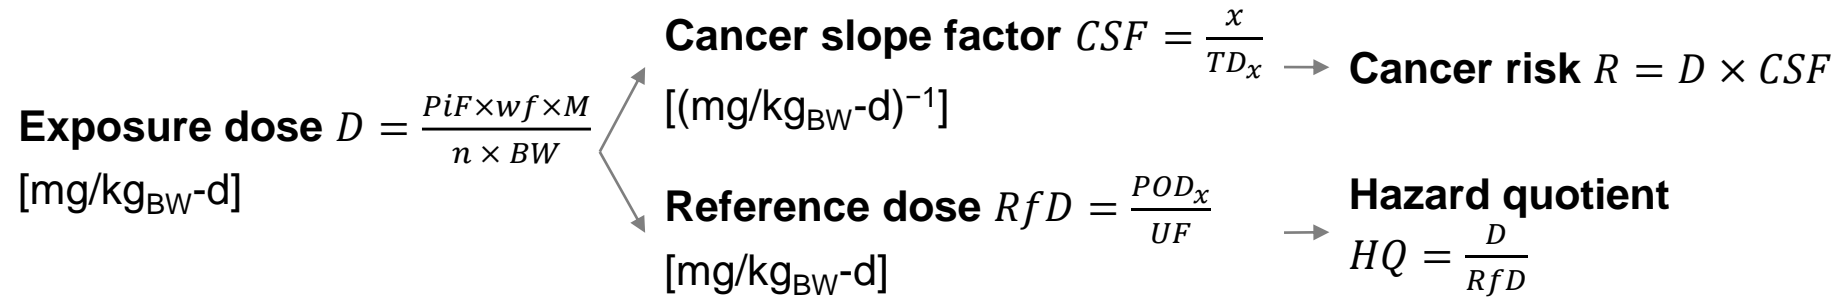 Exposure dose D = PiF×wf×M / n × BW
[mg/kg_BW-d]
Cancer slope factor CSF = x / TD_x
[(mg/kg_BW-d)⁻¹]
Cancer risk R = D × CSF
Reference dose RfD = POD_x / UF
[mg/kg_BW-d]
Hazard quotient
HQ = D / RfD